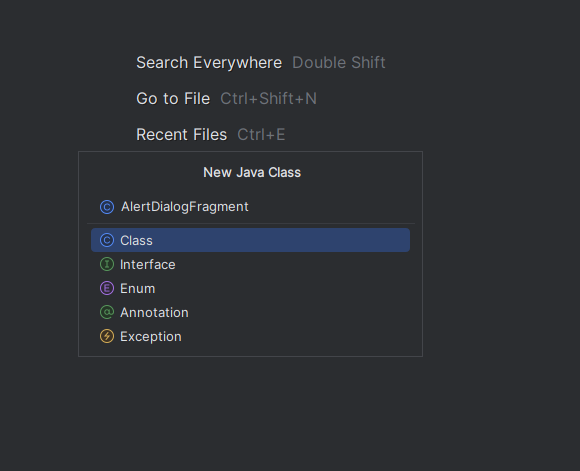 Search Everywhere Double Shift
Go to File Ctrl+Shift+N
Recent Files Ctrl+E
New Java Class
AlertDialogFragment
Class
Interface
Enum
Annotation
Exception